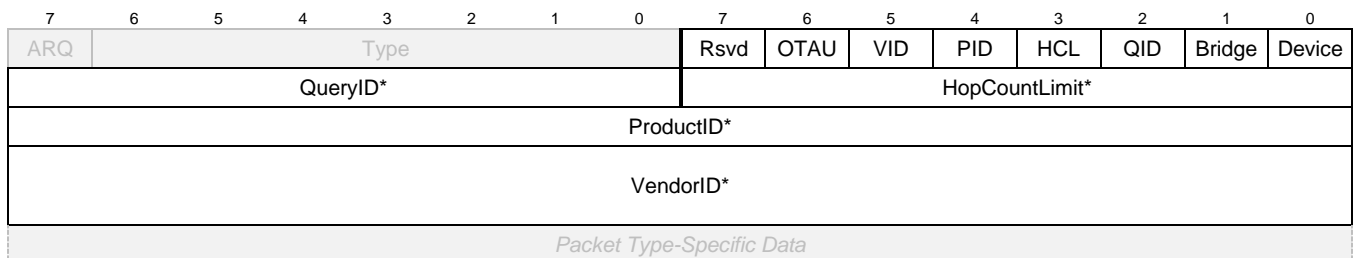 7 6 5 4 3 2 1 0 7 6 5 4 3 2 1 0
ARQ Type Rsvd OTAU VID PID HCL QID Bridge Device
QueryID* HopCountLimit*
ProductID*
VendorID*
Packet Type-Specific Data